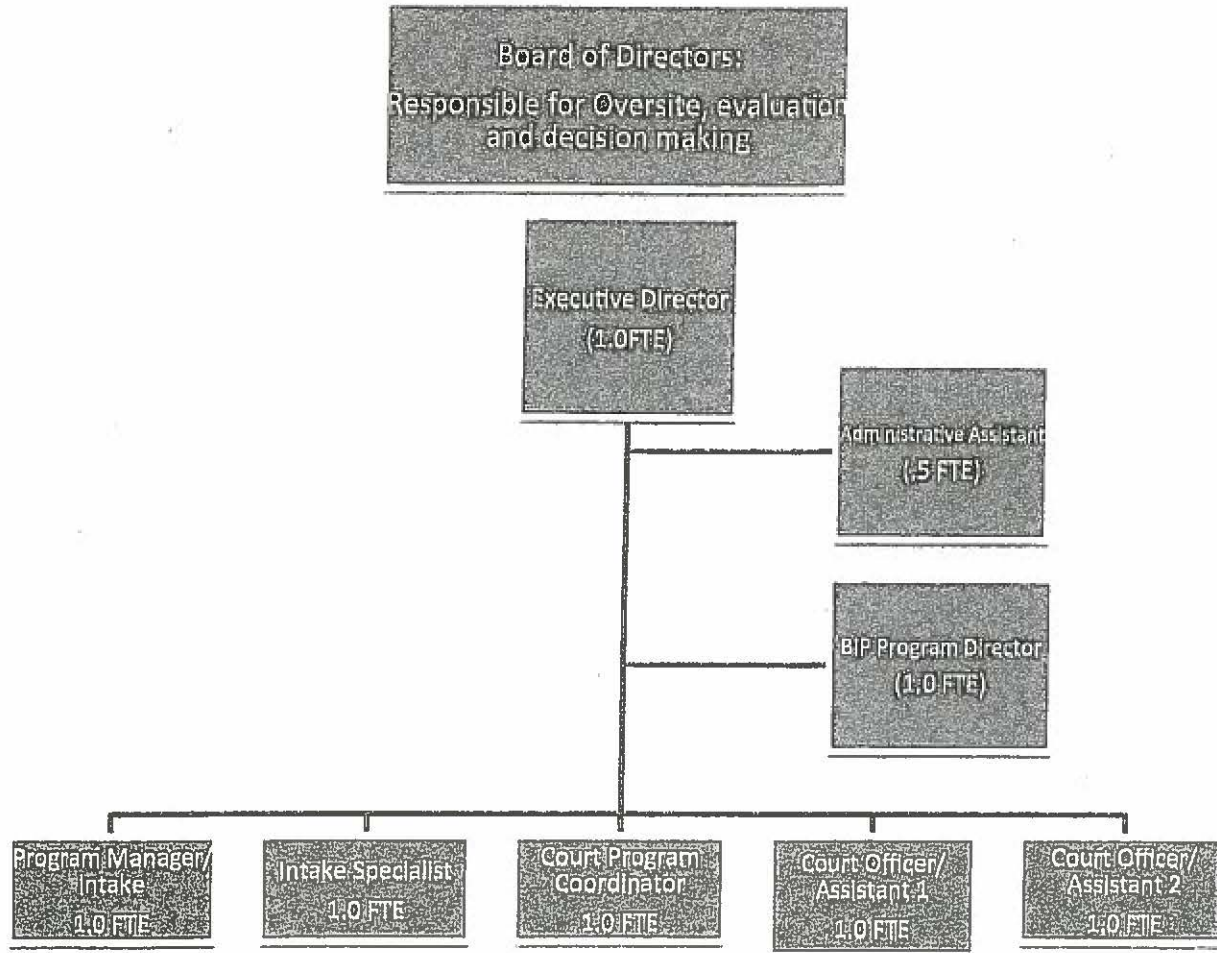 Board of Directors:
Responsible for Oversite, evaluation
and decision making
Executive Director
(1.0FTE)
Administrative Assistant
(.5 FTE)
BIP Program Director
(1.0 FTE)
Program Manager/
Intake
1.0 FTE
Intake Specialist
1.0 FTE
Court Program
Coordinator
1.0 FTE
Court Officer/
Assistant 1
1.0 FTE
Court Officer/
Assistant 2
1.0 FTE